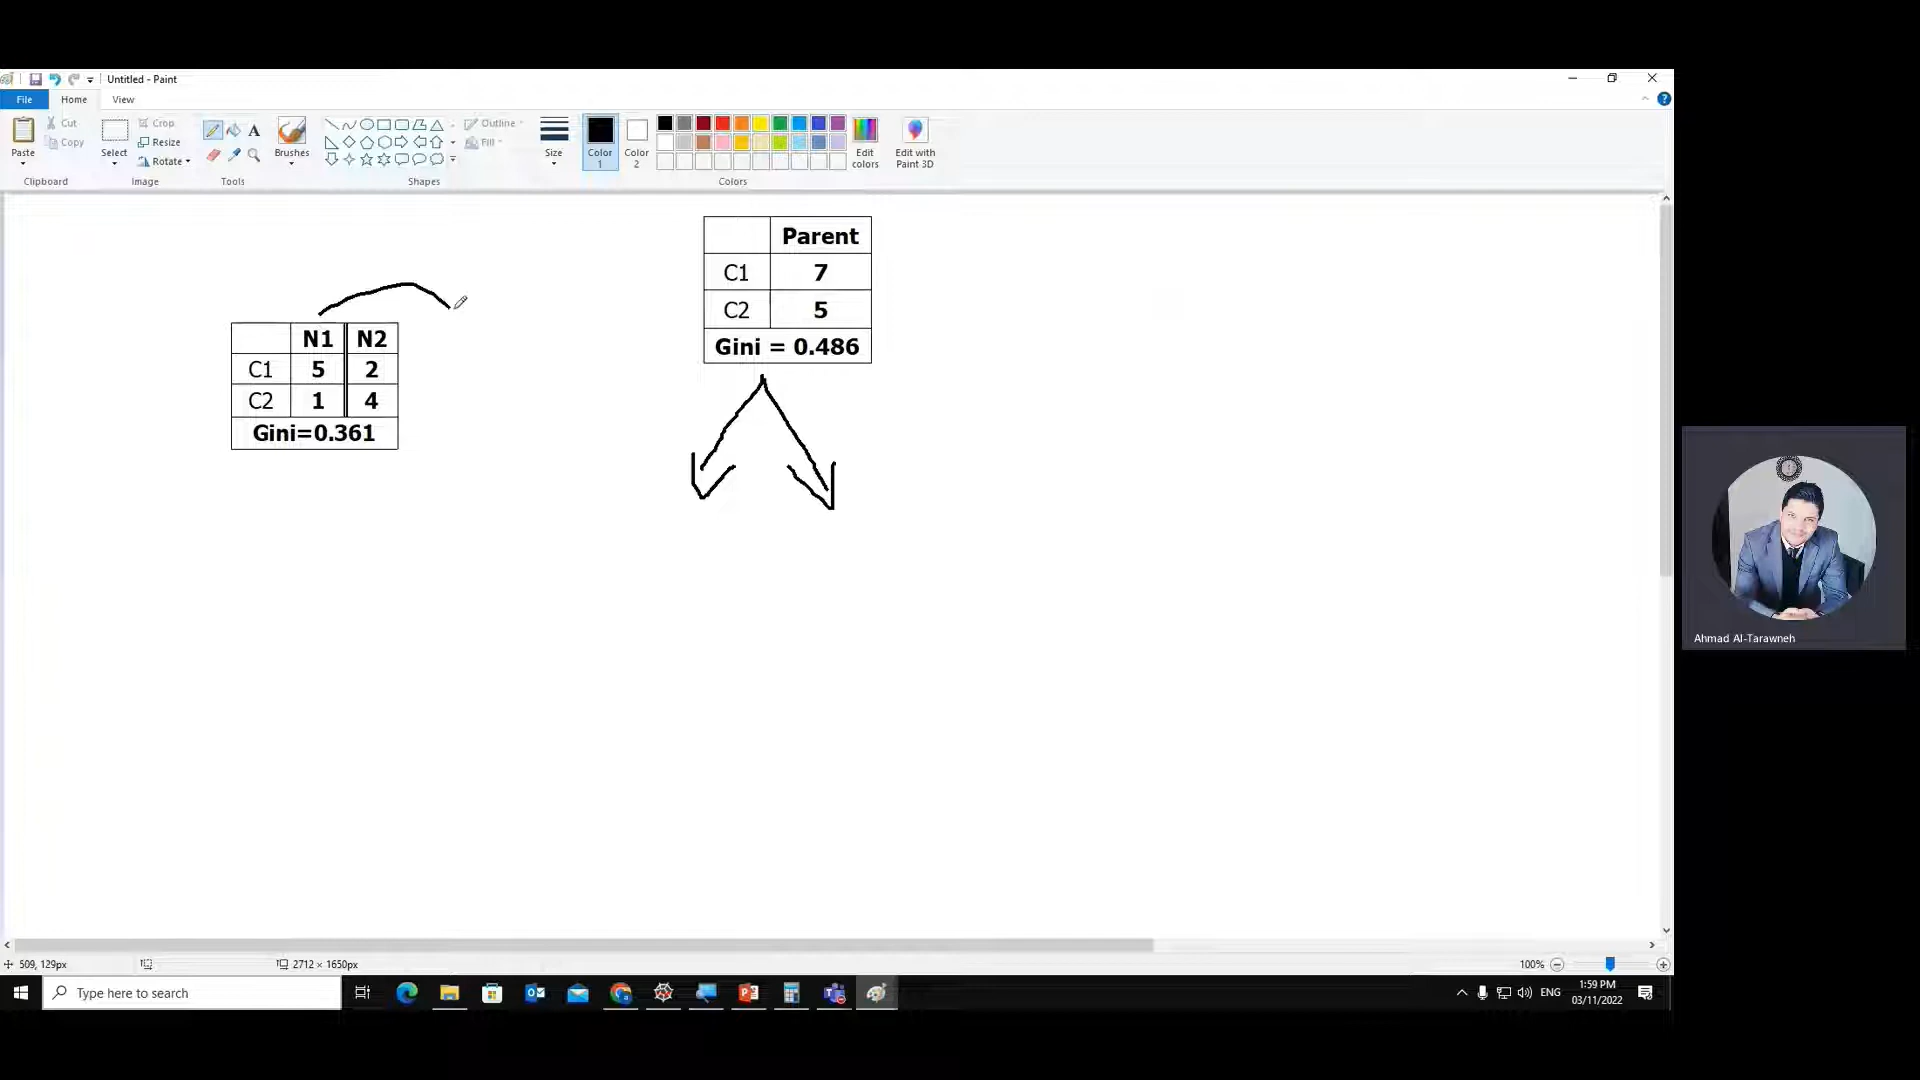 Untitled - Paint
File Home View
Paste
Cut
Copy
Clipboard
Select
Crop
Resize
Rotate
Image
A
Tools
Brushes
Outline
Fill
Shapes
Size
Color 1
Color 2
Colors
Edit colors
Edit with Paint 3D
Parent
C1 7
C2 5
Gini = 0.486
N1 N2
C1 5 2
C2 1 4
Gini=0.361
Ahmad Al-Tarawneh
509, 129px
2712 × 1650px
100%
Type here to search
ENG
1:59 PM
03/11/2022